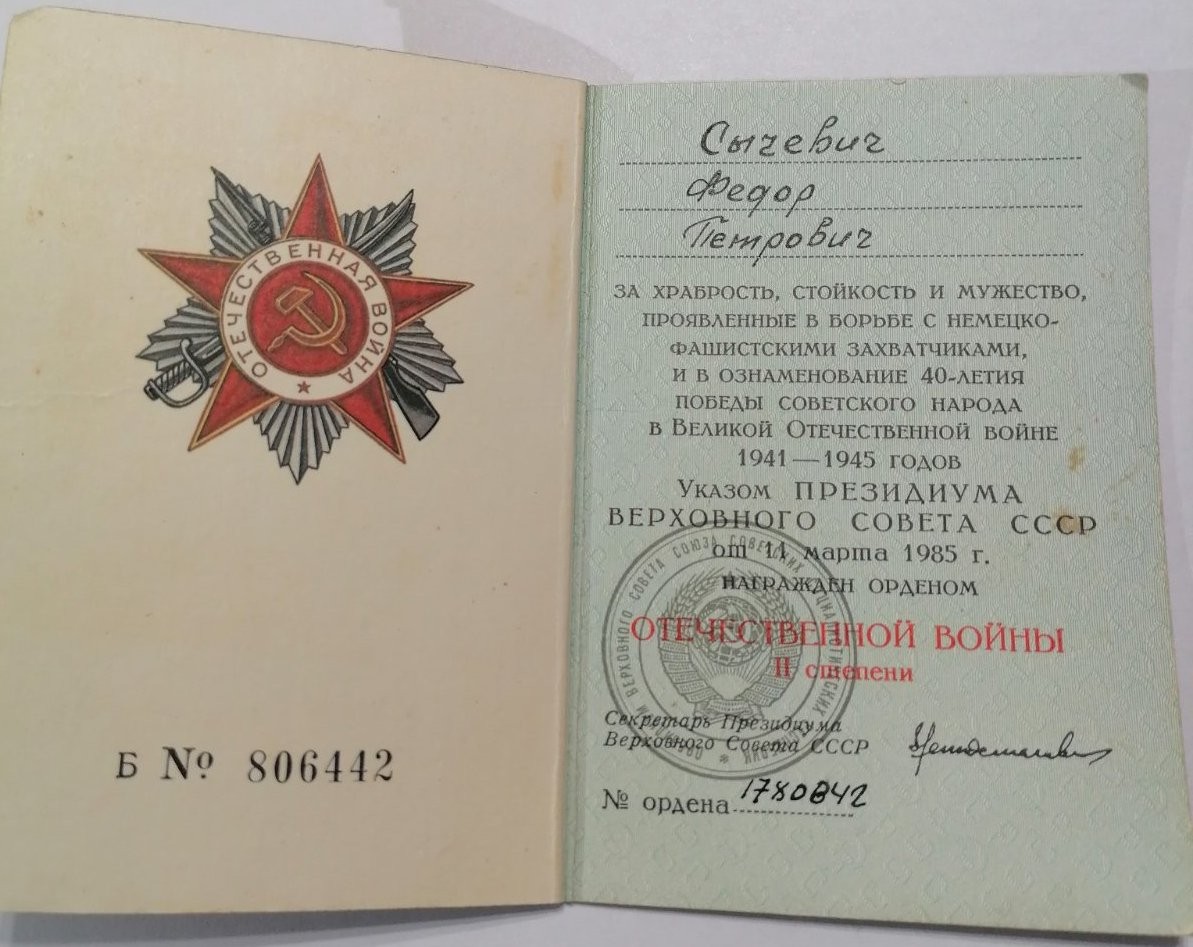 ОТЕЧЕСТВЕННАЯ ВОЙНА
Б № 806442
Сычевич
Федор
Петрович
ЗА ХРАБРОСТЬ, СТОЙКОСТЬ И МУЖЕСТВО,
ПРОЯВЛЕННЫЕ В БОРЬБЕ С НЕМЕЦКО-
ФАШИСТСКИМИ ЗАХВАТЧИКАМИ,
И В ОЗНАМЕНОВАНИЕ 40-ЛЕТИЯ
ПОБЕДЫ СОВЕТСКОГО НАРОДА
В ВЕЛИКОЙ ОТЕЧЕСТВЕННОЙ ВОЙНЕ
1941—1945 ГОДОВ
УКАЗОМ ПРЕЗИДИУМА
ВЕРХОВНОГО СОВЕТА СССР
от 11 марта 1985 г.
НАГРАЖДЕН ОРДЕНОМ
ОТЕЧЕСТВЕННОЙ ВОЙНЫ
II степени
Секретарь Президиума
Верховного Совета СССР
№ ордена 1780842